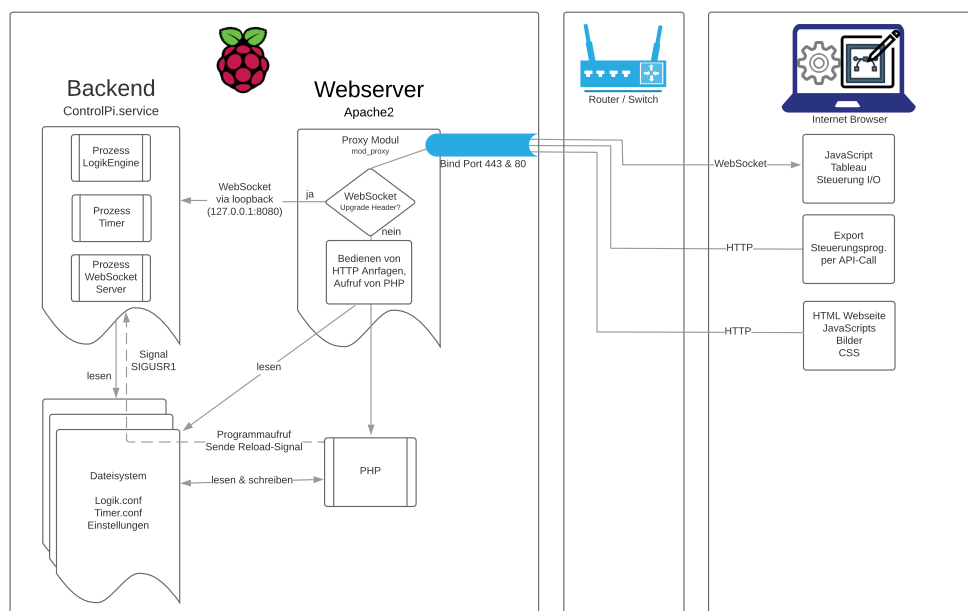 Backend
ControlPi.service
Prozess
LogikEngine
Prozess
Timer
Prozess
WebSocket
Server
WebSocket
via loopback
(127.0.0.1:8080)
ja
Webserver
Apache2
Proxy Modul
mod_proxy
WebSocket
Upgrade Header?
nein
Bedienen von
HTTP Anfragen,
Aufruf von PHP
Bind Port 443 & 80
Signal
SIGUSR1
lesen
lesen
Programmaufruf
Sende Reload-Signal
lesen & schreiben
PHP
Dateisystem
Logik.conf
Timer.conf
Einstellungen
Router / Switch
Internet Browser
WebSocket
JavaScript
Tableau
Steuerung I/O
HTTP
Export
Steuerungsprog.
per API-Call
HTTP
HTML Webseite
JavaScripts
Bilder
CSS